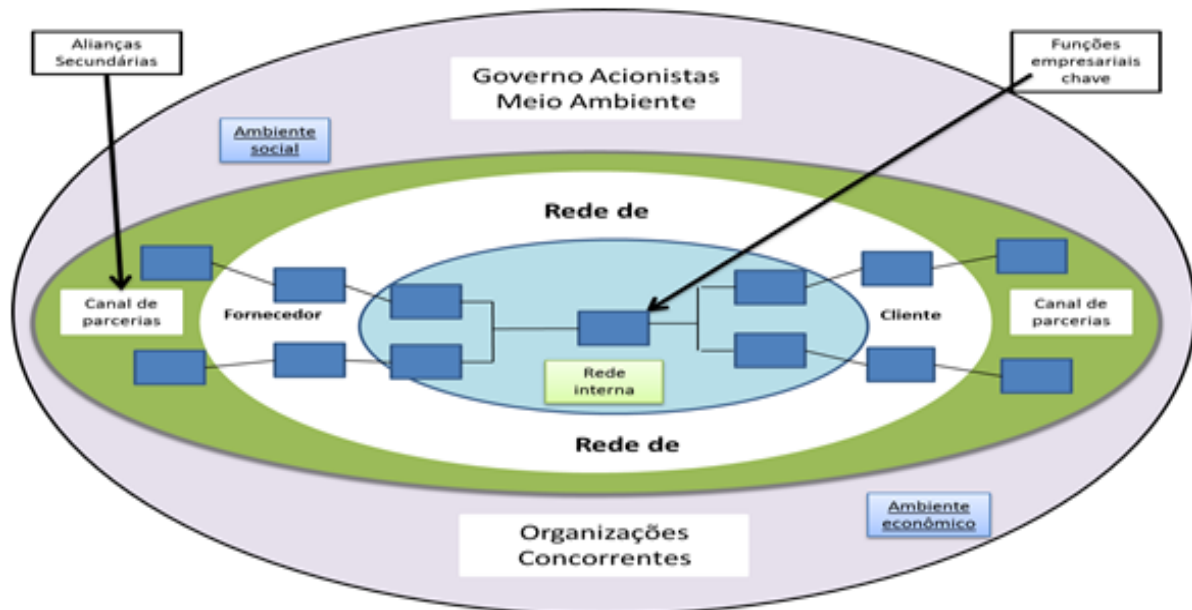 Alianças
Secundárias
Funções
empresariais
chave
Governo Acionistas
Meio Ambiente
Ambiente
social
Rede de
Canal de
parcerias
Fornecedor
Cliente
Canal de
parcerias
Rede
interna
Rede de
Ambiente
econômico
Organizações
Concorrentes